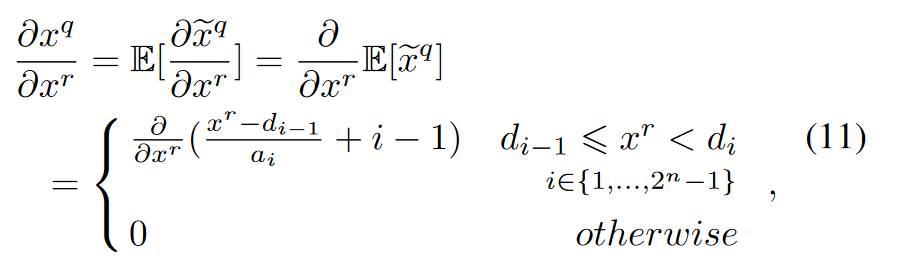 ∂x^q/∂x^r = 𝔼[∂x̃^q/∂x^r] = ∂/∂x^r 𝔼[x̃^q]
= { ∂/∂x^r (x^r−d_{i−1}/a_i + i − 1) d_{i−1} ⩽ x^r < d_i (11)
i∈{1,...,2^n−1} ,
0 otherwise